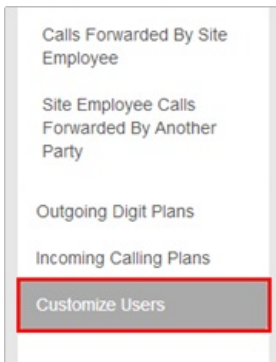 Calls Forwarded By Site
Employee
Site Employee Calls
Forwarded By Another
Party
Outgoing Digit Plans
Incoming Calling Plans
Customize Users